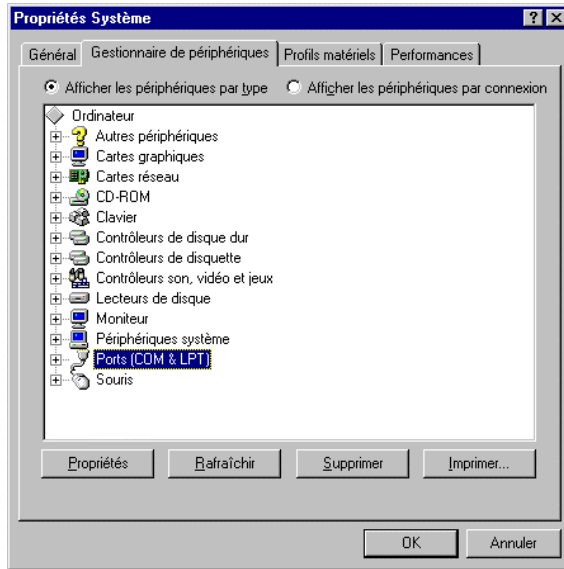 Propriétés Système
Général Gestionnaire de périphériques Profils matériels Performances
Afficher les périphériques par type Afficher les périphériques par connexion
Ordinateur
Autres périphériques
Cartes graphiques
Cartes réseau
CD-ROM
Clavier
Contrôleurs de disque dur
Contrôleurs de disquette
Contrôleurs son, vidéo et jeux
Lecteurs de disque
Moniteur
Périphériques système
Ports (COM & LPT)
Souris
Propriétés Rafraîchir Supprimer Imprimer...
OK Annuler